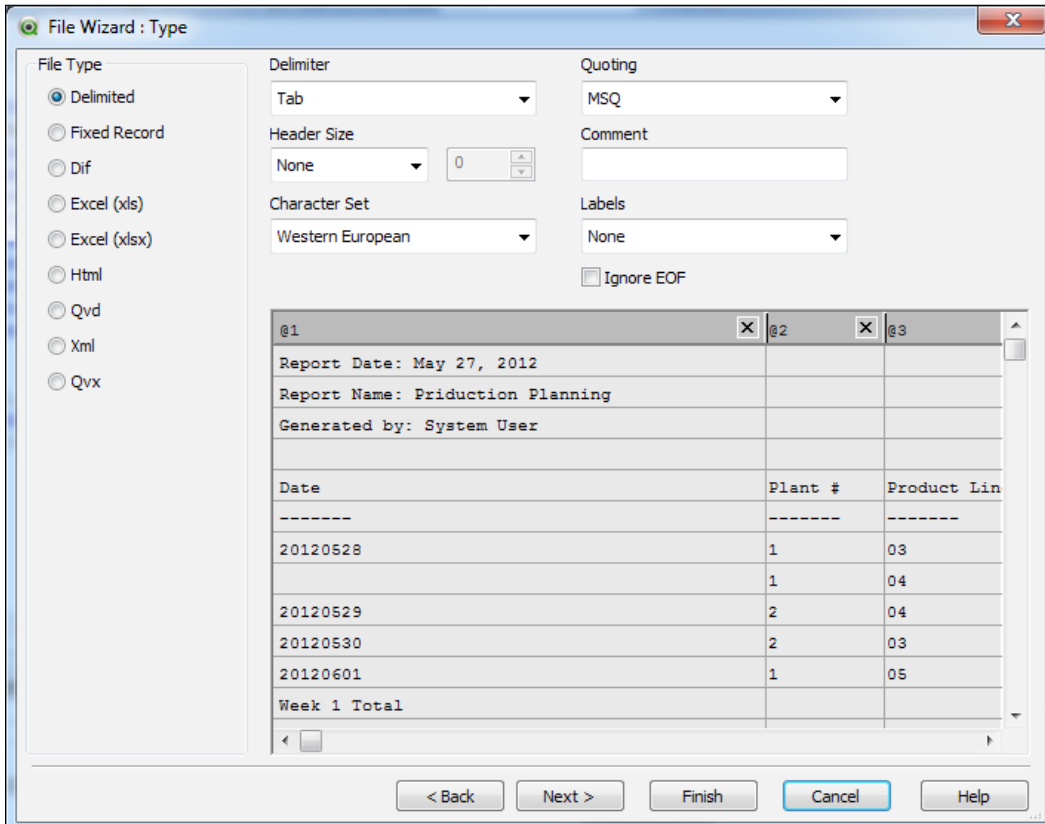 File Wizard : Type
File Type
Delimited
Fixed Record
Dif
Excel (xls)
Excel (xlsx)
Html
Qvd
Xml
Qvx
Delimiter
Tab
Quoting
MSQ
Header Size
None
0
Comment
Character Set
Western European
Labels
None
Ignore EOF
@1 @2 @3
Report Date: May 27, 2012
Report Name: Priduction Planning
Generated by: System User
Date Plant # Product Lin
------- ------- -------
20120528 1 03
1 04
20120529 2 04
20120530 2 03
20120601 1 05
Week 1 Total
< Back Next > Finish Cancel Help